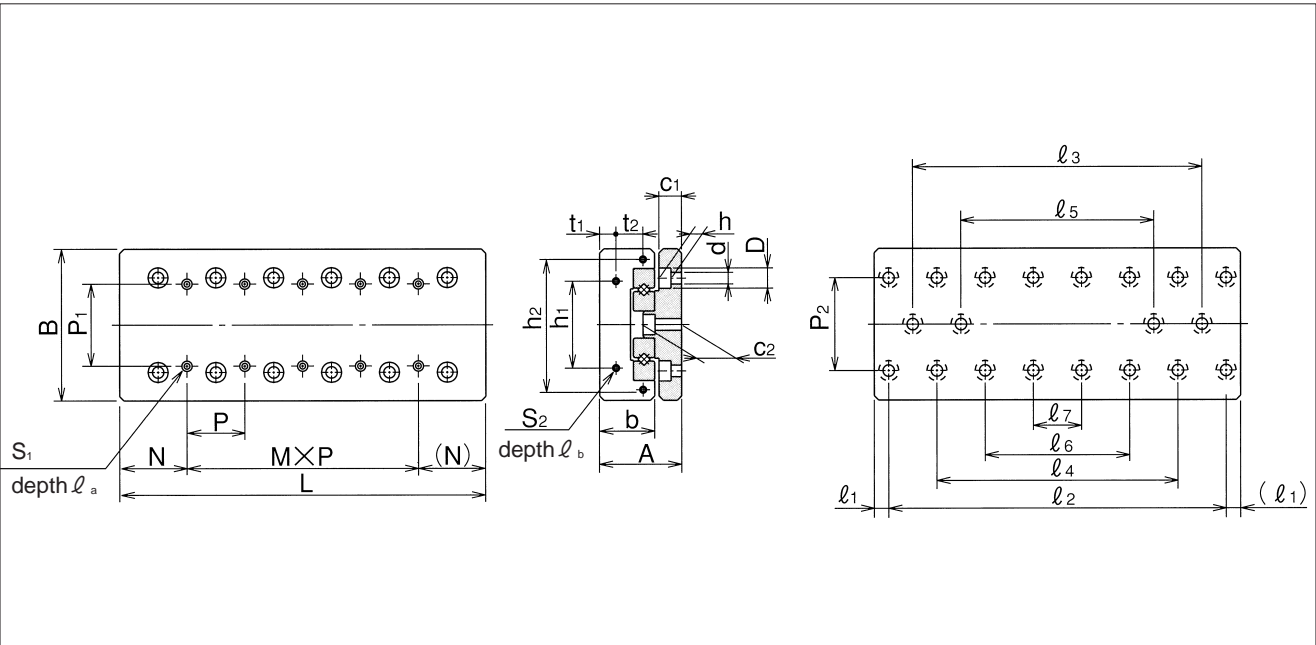 B
P1
S1
depth ℓa
N
P
M×P
(N)
L
t1
t2
c1
h
d
D
h2
h1
c2
S2
depth ℓb
b
A
ℓ3
ℓ5
P2
ℓ7
ℓ6
ℓ4
ℓ1
ℓ2
(ℓ1)